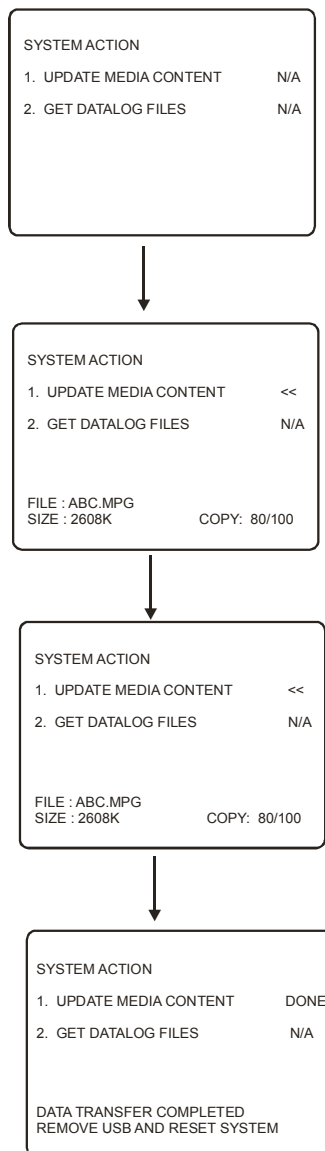 SYSTEM ACTION
1. UPDATE MEDIA CONTENT N/A
2. GET DATALOG FILES N/A
SYSTEM ACTION
1. UPDATE MEDIA CONTENT <<
2. GET DATALOG FILES N/A
FILE : ABC.MPG
SIZE : 2608K COPY: 80/100
SYSTEM ACTION
1. UPDATE MEDIA CONTENT <<
2. GET DATALOG FILES N/A
FILE : ABC.MPG
SIZE : 2608K COPY: 80/100
SYSTEM ACTION
1. UPDATE MEDIA CONTENT DONE
2. GET DATALOG FILES N/A
DATA TRANSFER COMPLETED
REMOVE USB AND RESET SYSTEM